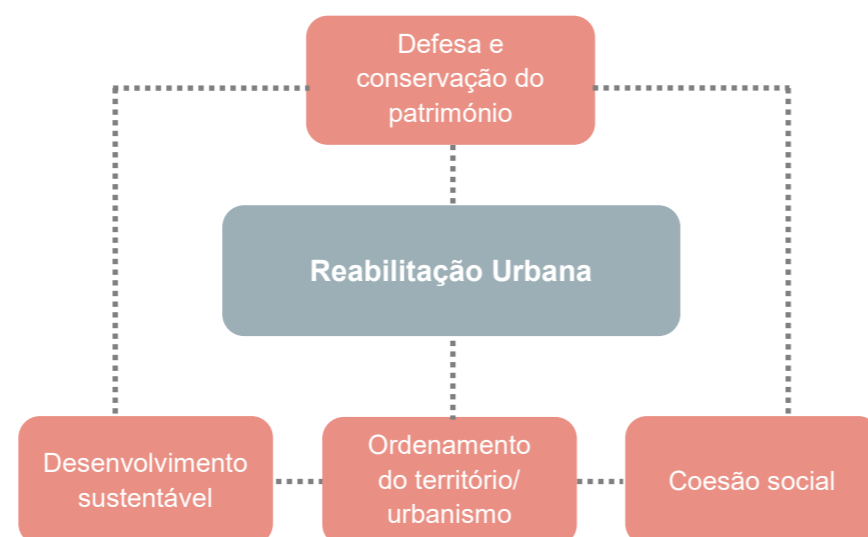 Defesa e
conservação do
património
Reabilitação Urbana
Desenvolvimento
sustentável
Ordenamento
do território/
urbanismo
Coesão social